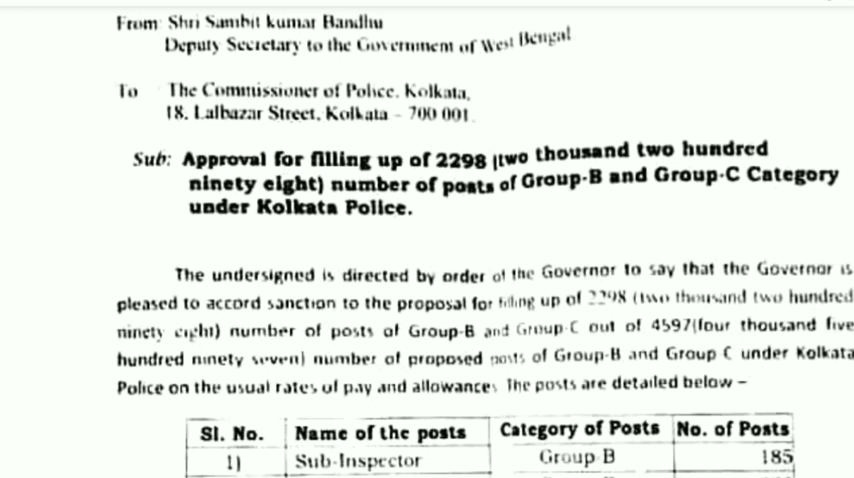 From: Shri Sambit kumar Bandhu
Deputy Secretary to the Government of West Bengal
To The Commissioner of Police, Kolkata,
18, Lalbazar Street, Kolkata – 700 001
Sub: Approval for filling up of 2298 (two thousand two hundred
ninety eight) number of posts of Group-B and Group-C Category
under Kolkata Police.
The undersigned is directed by order of the Governor to say that the Governor is
pleased to accord sanction to the proposal for filling up of 2298 (two thousand two hundred
ninety eight) number of posts of Group-B and Group-C out of 4597(four thousand five
hundred ninety seven) number of proposed posts of Group-B and Group C under Kolkata
Police on the usual rates of pay and allowances. The posts are detailed below –
Sl. No. Name of the posts Category of Posts No. of Posts
1) Sub-Inspector Group B 185